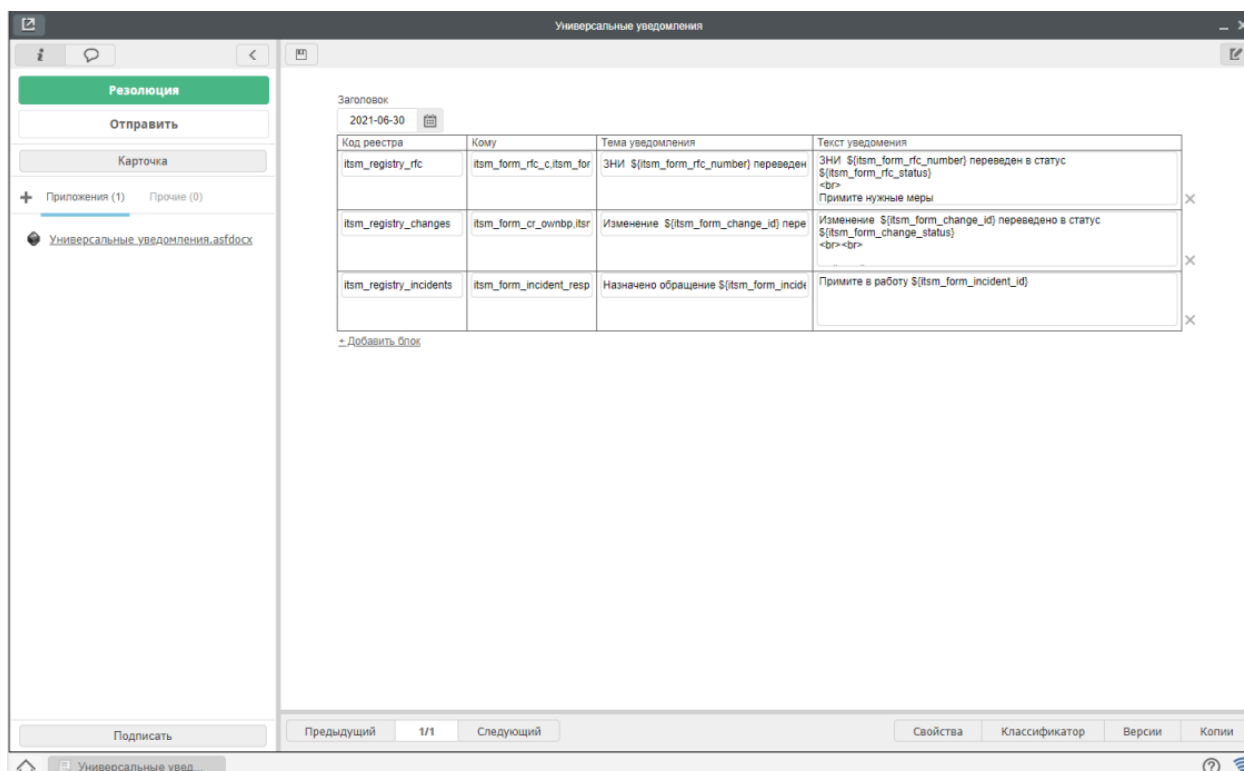 Универсальные уведомления
Резолюция
Отправить
Карточка
Приложения (1) Прочие (0)
Универсальные уведомления.asfdocx
Подписать
Заголовок
2021-06-30
Код реестра Кому Тема уведомления Текст уведомения
itsm_registry_rfc itsm_form_rfc_c,itsm_for ЗНИ ${itsm_form_rfc_number} переведен ЗНИ ${itsm_form_rfc_number} переведен в статус
${itsm_form_rfc_status}
<br>
Примите нужные меры
itsm_registry_changes itsm_form_cr_ownbp,itsr Изменение ${itsm_form_change_id} пере Изменение ${itsm_form_change_id} переведено в статус
${itsm_form_change_status}
<br><br>
itsm_registry_incidents itsm_form_incident_resp Назначено обращение ${itsm_form_incide Примите в работу ${itsm_form_incident_id}
+ Добавить блок
Предыдущий 1/1 Следующий Свойства Классификатор Версии Копии
Универсальные увед...